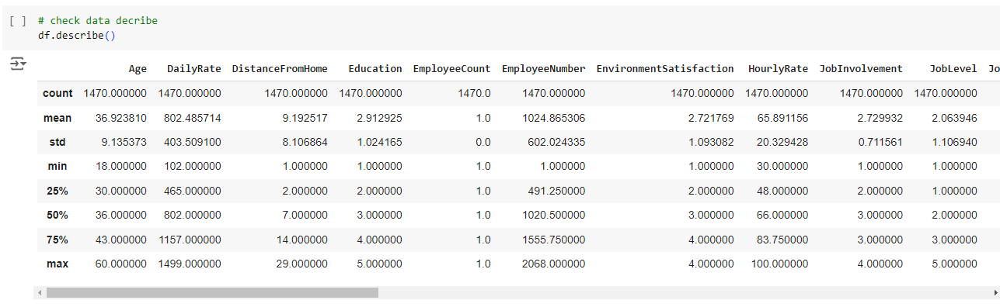 [ ] # check data decribe
df.describe()
Age DailyRate DistanceFromHome Education EmployeeCount EmployeeNumber EnvironmentSatisfaction HourlyRate JobInvolvement JobLevel Jo
count 1470.000000 1470.000000 1470.000000 1470.000000 1470.0 1470.000000 1470.000000 1470.000000 1470.000000 1470.000000
mean 36.923810 802.485714 9.192517 2.912925 1.0 1024.865306 2.721769 65.891156 2.729932 2.063946
std 9.135373 403.509100 8.106864 1.024165 0.0 602.024335 1.093082 20.329428 0.711561 1.106940
min 18.000000 102.000000 1.000000 1.000000 1.0 1.000000 1.000000 30.000000 1.000000 1.000000
25% 30.000000 465.000000 2.000000 2.000000 1.0 491.250000 2.000000 48.000000 2.000000 1.000000
50% 36.000000 802.000000 7.000000 3.000000 1.0 1020.500000 3.000000 66.000000 3.000000 2.000000
75% 43.000000 1157.000000 14.000000 4.000000 1.0 1555.750000 4.000000 83.750000 3.000000 3.000000
max 60.000000 1499.000000 29.000000 5.000000 1.0 2068.000000 4.000000 100.000000 4.000000 5.000000